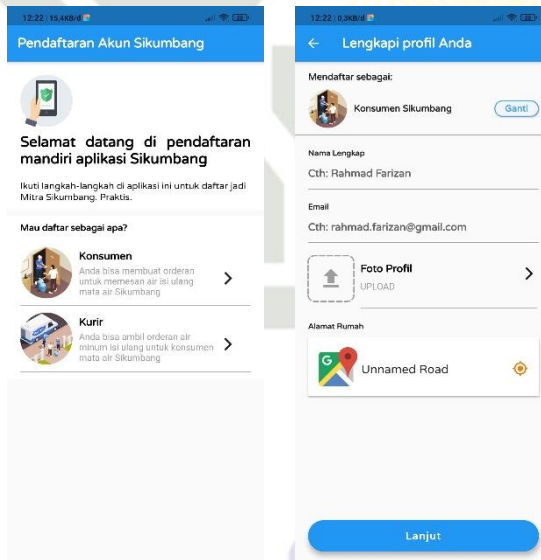 12:22 | 15,4KB/d
Pendaftaran Akun Sikumbang
Selamat datang di pendaftaran
mandiri aplikasi Sikumbang
Ikuti langkah-langkah di aplikasi ini untuk daftar jadi
Mitra Sikumbang. Praktis.
Mau daftar sebagai apa?
Konsumen
Anda bisa membuat orderan
untuk memesan air isi ulang
mata air Sikumbang
Kurir
Anda bisa ambil orderan air
minum isi ulang untuk konsumen
mata air Sikumbang
12:22 | 0,3KB/d
Lengkapi profil Anda
Mendaftar sebagai:
Konsumen Sikumbang
Ganti
Nama Lengkap
Cth: Rahmad Farizan
Email
Cth: rahmad.farizan@gmail.com
Foto Profil
UPLOAD
Alamat Rumah
G
Unnamed Road
Lanjut